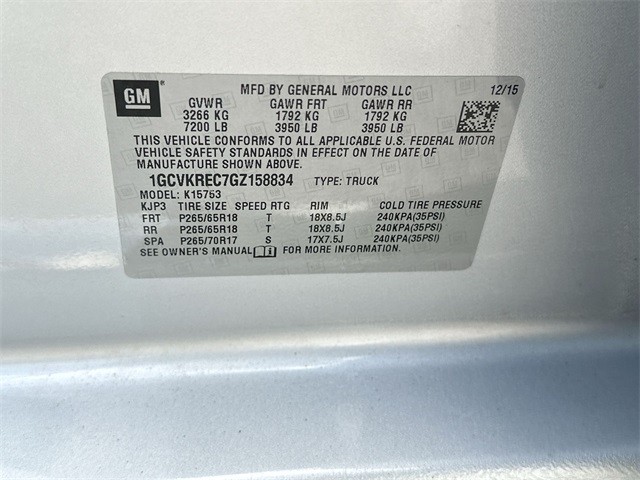 GM
MFD BY GENERAL MOTORS LLC 12/15
GVWR GAWR FRT GAWR RR
3266 KG 1792 KG 1792 KG
7200 LB 3950 LB 3950 LB
THIS VEHICLE CONFORMS TO ALL APPLICABLE U.S. FEDERAL MOTOR
VEHICLE SAFETY STANDARDS IN EFFECT ON THE DATE OF
MANUFACTURE SHOWN ABOVE.
1GCVKREC7GZ158834 TYPE: TRUCK
MODEL: K15753
KJP3 TIRE SIZE SPEED RTG RIM COLD TIRE PRESSURE
FRT P265/65R18 T 18X8.5J 240KPA(35PSI)
RR P265/65R18 T 18X8.5J 240KPA(35PSI)
SPA P265/70R17 S 17X7.5J 240KPA(35PSI)
SEE OWNER'S MANUAL i FOR MORE INFORMATION.